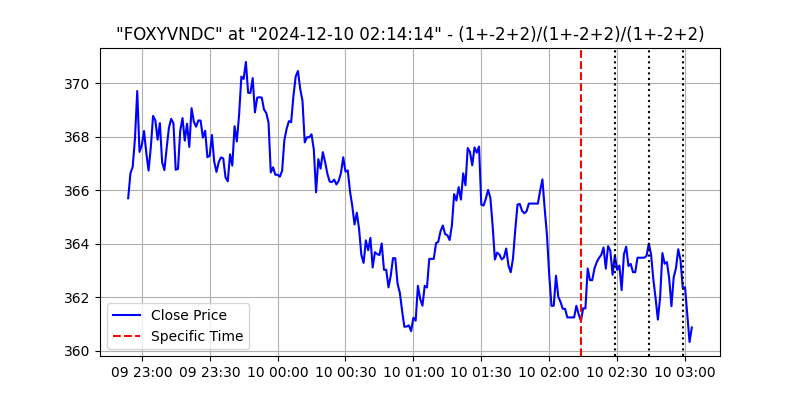 "FOXYVNDC" at "2024-12-10 02:14:14" - (1+-2+2)/(1+-2+2)/(1+-2+2)
370
368
366
364
362
360
Close Price
Specific Time
09 23:00 09 23:30 10 00:00 10 00:30 10 01:00 10 01:30 10 02:00 10 02:30 10 03:00